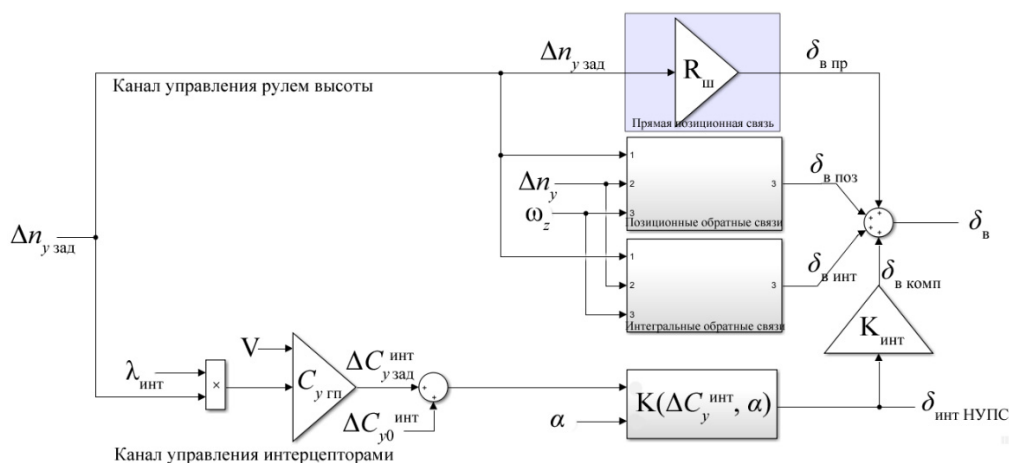 Δn_y зад
R_ш
δ_в пр
Канал управления рулем высоты
Прямая позиционная связь
1
2
3
3
Δn_y
ω_z
δ_в поз
Позиционные обратные связи
Δn_y зад
δ_в
1
2
3
3
δ_в инт
δ_в комп
Интегральные обратные связи
K_инт
V
λ_инт
×
C_y гп
ΔC_y зад^инт
ΔC_y0^инт
α
K(ΔC_y^инт, α)
δ_инт НУПС
Канал управления интерцепторами